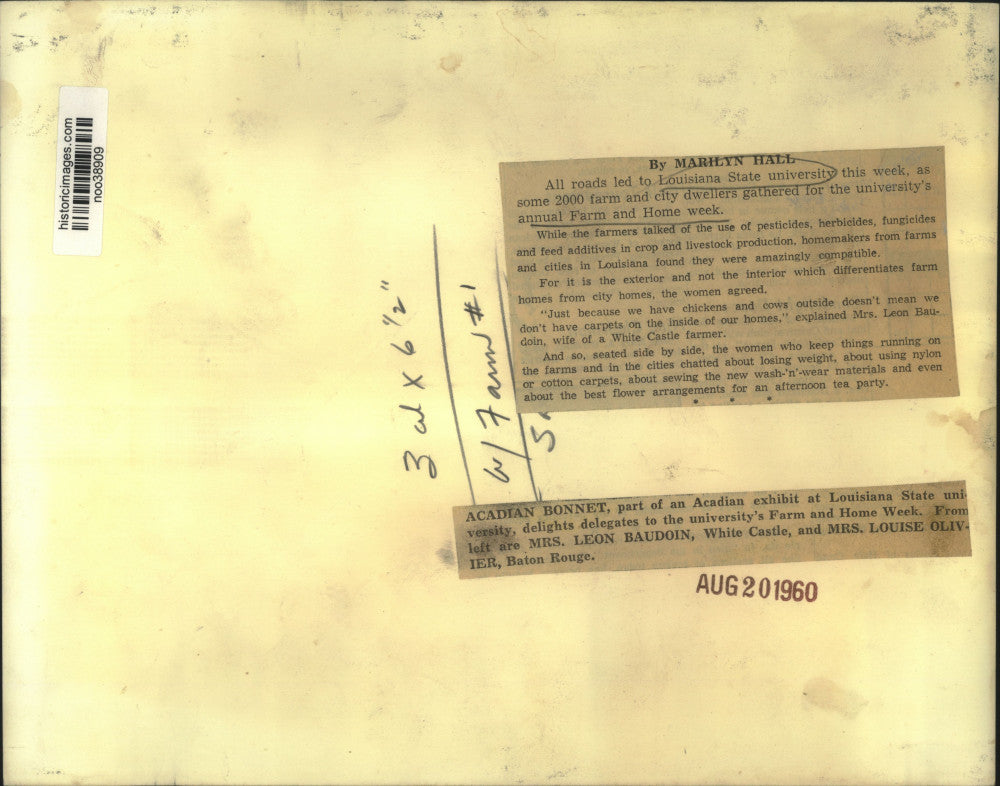 historicimages.com
noo38909
By MARILYN HALL
All roads led to Louisiana State university this week, as
some 2000 farm and city dwellers gathered for the university's
annual Farm and Home week.
While the farmers talked of the use of pesticides, herbicides, fungicides
and feed additives in crop and livestock production, homemakers from farms
and cities in Louisiana found they were amazingly compatible.
For it is the exterior and not the interior which differentiates farm
homes from city homes, the women agreed.
"Just because we have chickens and cows outside doesn't mean we
don't have carpets on the inside of our homes," explained Mrs. Leon Bau-
doin, wife of a White Castle farmer.
And so, seated side by side, the women who keep things running on
the farms and in the cities chatted about losing weight, about using nylon
or cotton carpets, about sewing the new wash-'n'-wear materials and even
about the best flower arrangements for an afternoon tea party.
* * *
3 col X 6 1/2"
w/ Farm #1
ACADIAN BONNET, part of an Acadian exhibit at Louisiana State uni-
versity, delights delegates to the university's Farm and Home Week. From
left are MRS. LEON BAUDOIN, White Castle, and MRS. LOUISE OLIV-
IER, Baton Rouge.
AUG 20 1960